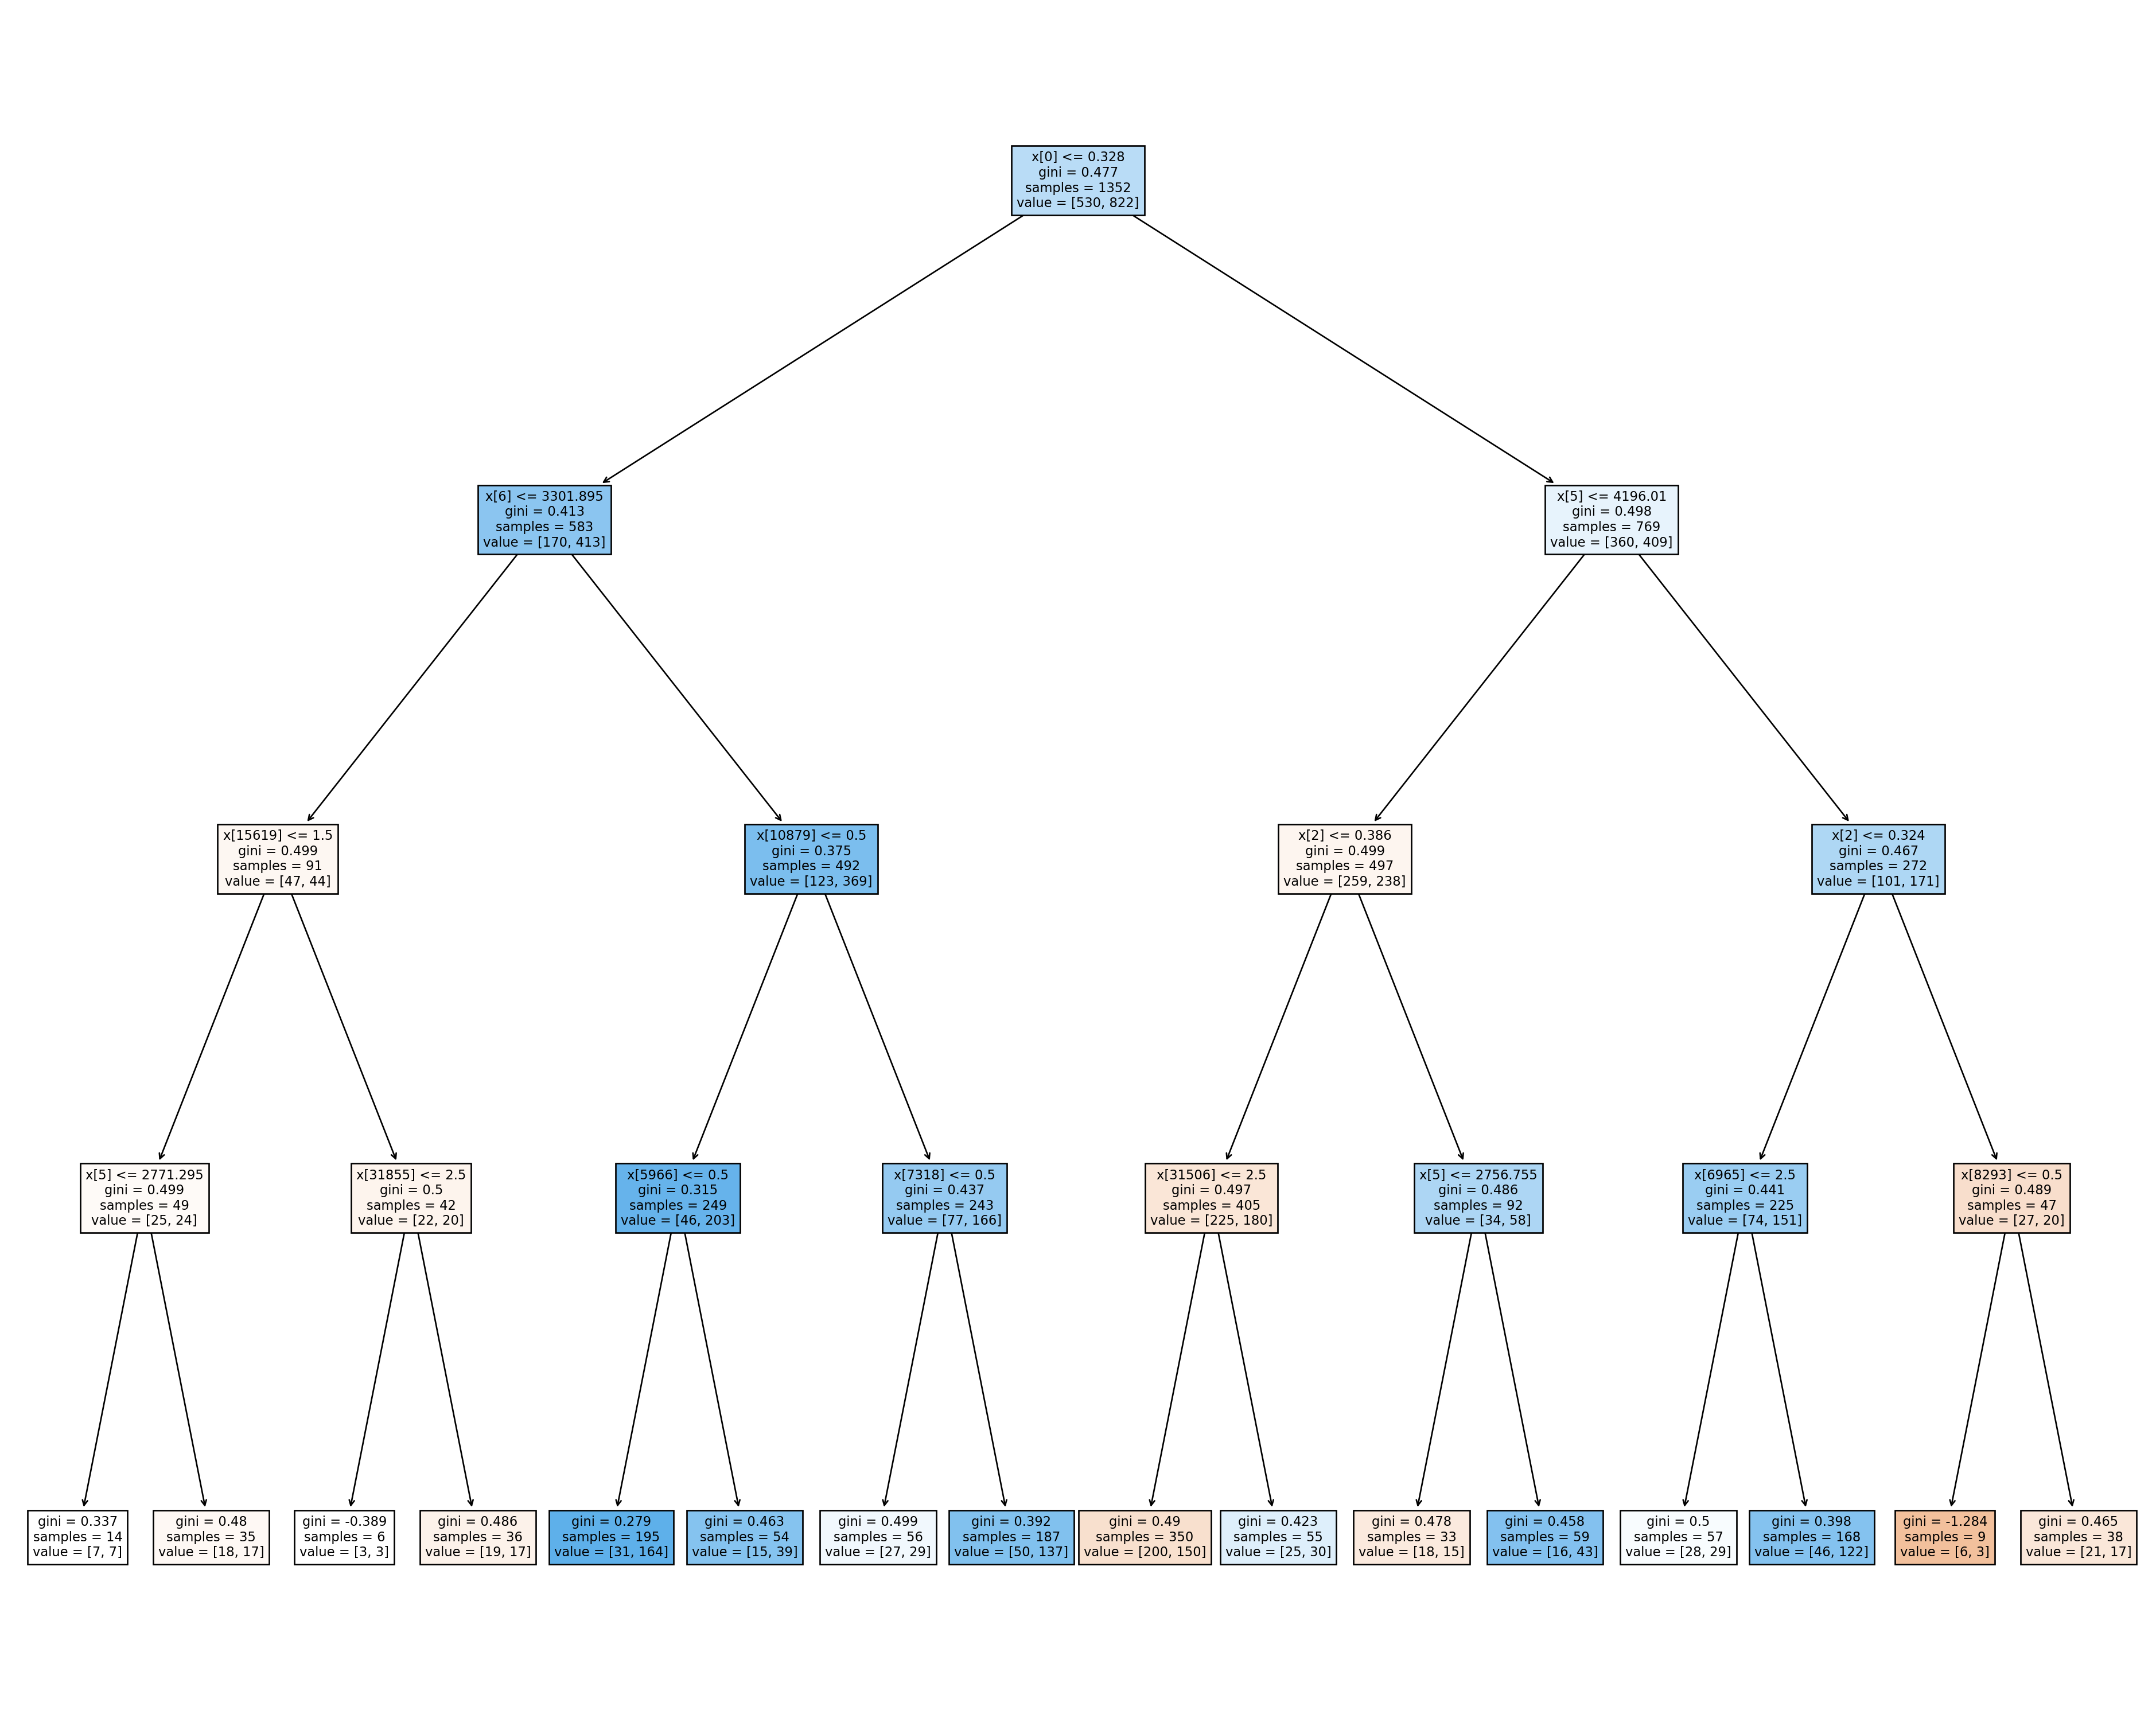 x[0] <= 0.328
gini = 0.477
samples = 1352
value = [530, 822]
x[6] <= 3301.895
gini = 0.413
samples = 583
value = [170, 413]
x[5] <= 4196.01
gini = 0.498
samples = 769
value = [360, 409]
x[15619] <= 1.5
gini = 0.499
samples = 91
value = [47, 44]
x[10879] <= 0.5
gini = 0.375
samples = 492
value = [123, 369]
x[2] <= 0.386
gini = 0.499
samples = 497
value = [259, 238]
x[2] <= 0.324
gini = 0.467
samples = 272
value = [101, 171]
x[5] <= 2771.295
gini = 0.499
samples = 49
value = [25, 24]
x[31855] <= 2.5
gini = 0.5
samples = 42
value = [22, 20]
x[5966] <= 0.5
gini = 0.315
samples = 249
value = [46, 203]
x[7318] <= 0.5
gini = 0.437
samples = 243
value = [77, 166]
x[31506] <= 2.5
gini = 0.497
samples = 405
value = [225, 180]
x[5] <= 2756.755
gini = 0.486
samples = 92
value = [34, 58]
x[6965] <= 2.5
gini = 0.441
samples = 225
value = [74, 151]
x[8293] <= 0.5
gini = 0.489
samples = 47
value = [27, 20]
gini = 0.337
samples = 14
value = [7, 7]
gini = 0.48
samples = 35
value = [18, 17]
gini = -0.389
samples = 6
value = [3, 3]
gini = 0.486
samples = 36
value = [19, 17]
gini = 0.279
samples = 195
value = [31, 164]
gini = 0.463
samples = 54
value = [15, 39]
gini = 0.499
samples = 56
value = [27, 29]
gini = 0.392
samples = 187
value = [50, 137]
gini = 0.49
samples = 350
value = [200, 150]
gini = 0.423
samples = 55
value = [25, 30]
gini = 0.478
samples = 33
value = [18, 15]
gini = 0.458
samples = 59
value = [16, 43]
gini = 0.5
samples = 57
value = [28, 29]
gini = 0.398
samples = 168
value = [46, 122]
gini = -1.284
samples = 9
value = [6, 3]
gini = 0.465
samples = 38
value = [21, 17]